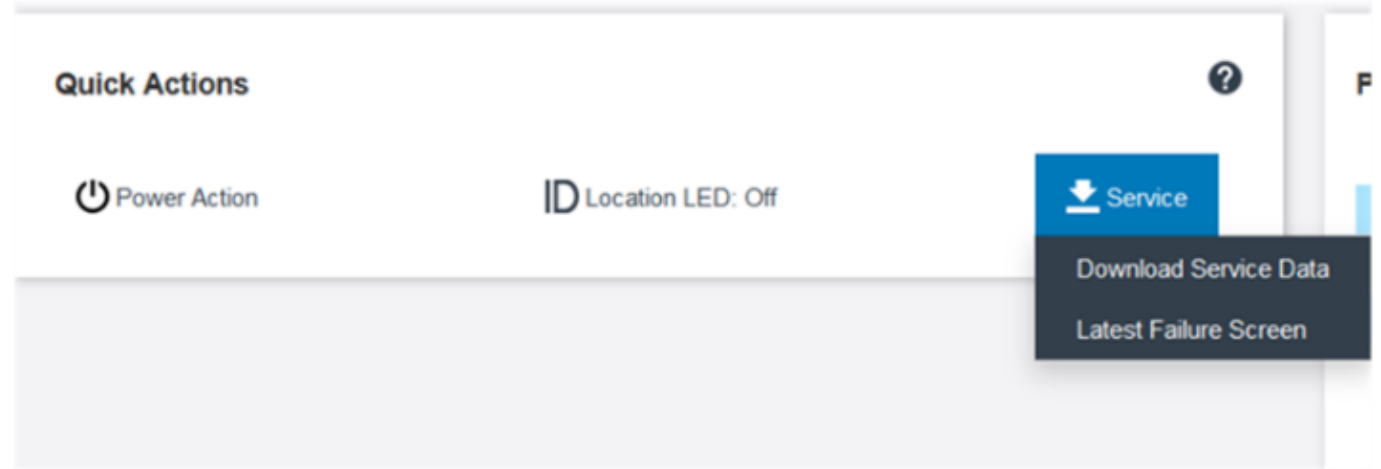 Quick Actions
Power Action
ID Location LED: Off
Service
Download Service Data
Latest Failure Screen